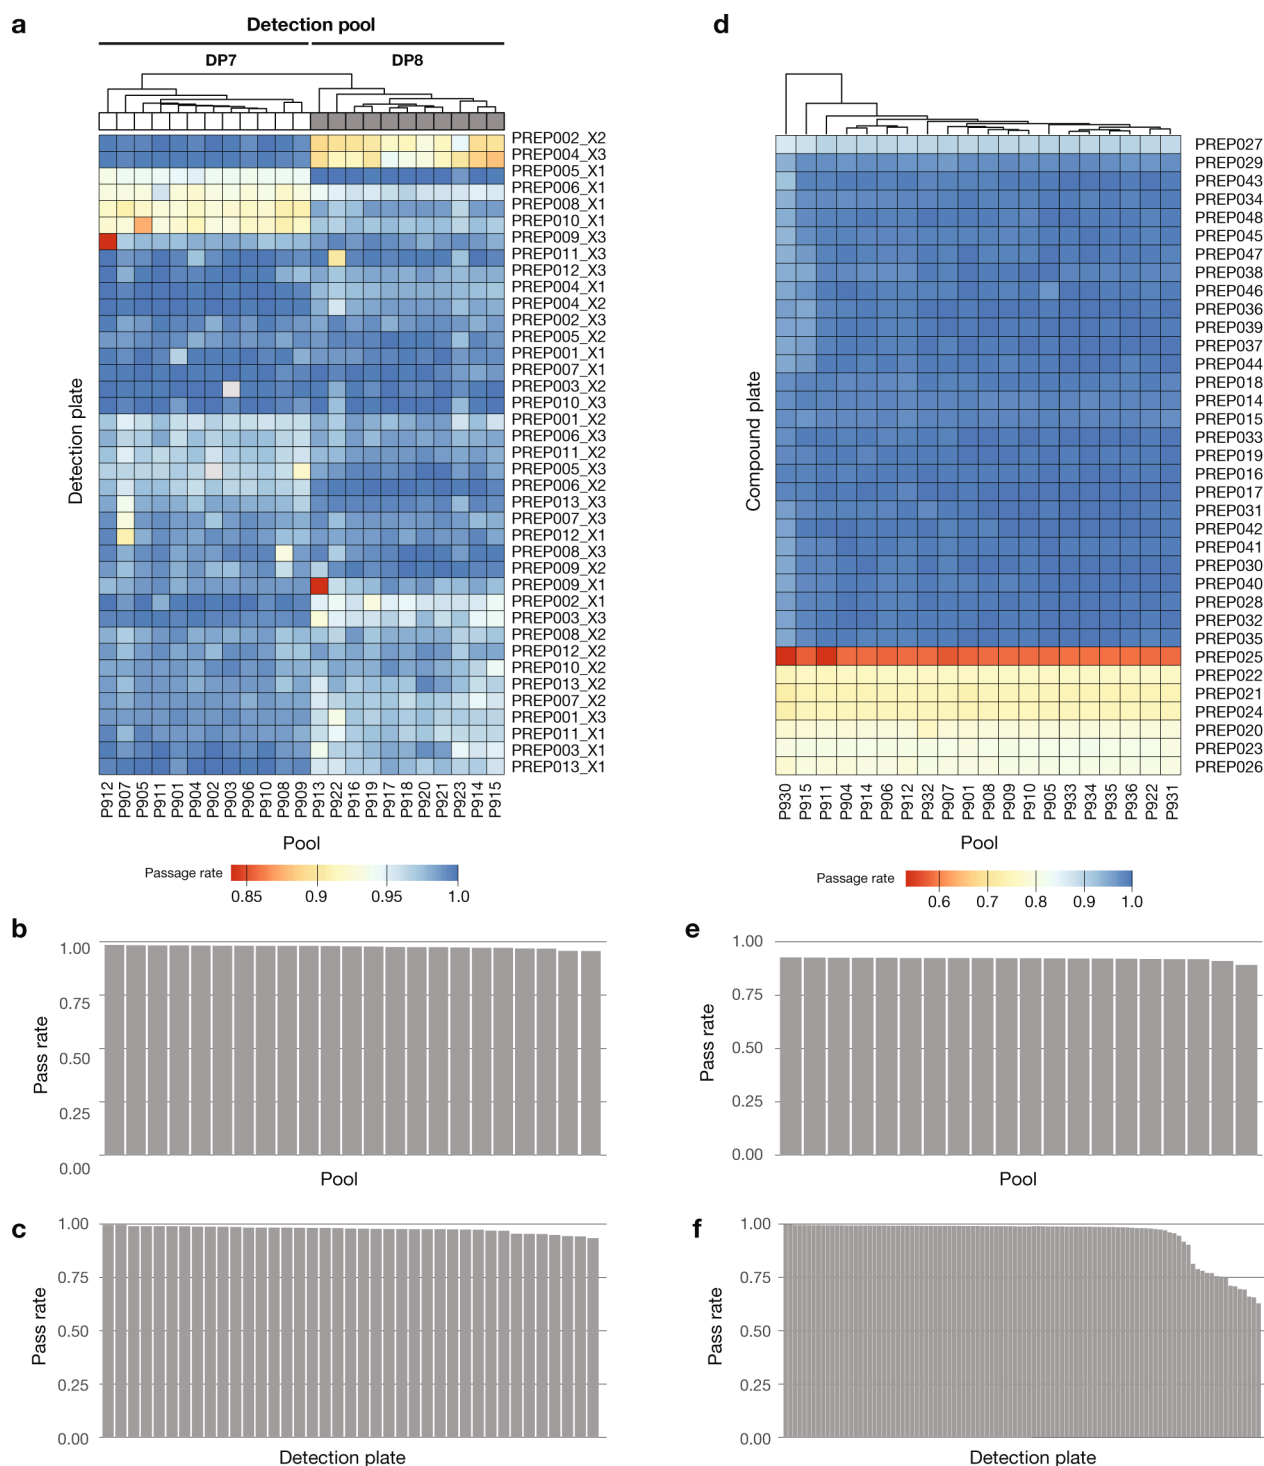 a
Detection pool
DP7
DP8
PREP002_X2
PREP004_X3
PREP005_X1
PREP006_X1
PREP008_X1
PREP010_X1
PREP009_X3
PREP011_X3
PREP012_X3
PREP004_X1
PREP004_X2
PREP002_X3
PREP005_X2
PREP001_X1
PREP007_X1
PREP003_X2
PREP010_X3
PREP001_X2
PREP006_X3
PREP011_X2
PREP005_X3
PREP006_X2
PREP013_X3
PREP007_X3
PREP012_X1
PREP008_X3
PREP009_X2
PREP009_X1
PREP002_X1
PREP003_X3
PREP008_X2
PREP012_X2
PREP010_X2
PREP013_X2
PREP007_X2
PREP001_X3
PREP011_X1
PREP003_X1
PREP013_X1
Detection plate
P912 P907 P905 P911 P901 P904 P902 P903 P906 P910 P908 P909 P913 P922 P916 P919 P917 P918 P920 P921 P923 P914 P915
Pool
Passage rate
0.85 0.9 0.95 1.0
d
PREP027
PREP029
PREP043
PREP034
PREP048
PREP045
PREP047
PREP038
PREP046
PREP036
PREP039
PREP037
PREP044
PREP018
PREP014
PREP015
PREP033
PREP019
PREP016
PREP017
PREP031
PREP042
PREP041
PREP030
PREP040
PREP028
PREP032
PREP035
PREP025
PREP022
PREP021
PREP024
PREP020
PREP023
PREP026
Compound plate
P930 P915 P911 P904 P914 P906 P912 P932 P907 P901 P908 P909 P910 P905 P933 P934 P935 P936 P922 P931
Pool
Passage rate
0.6 0.7 0.8 0.9 1.0
b
1.00
0.75
0.50
0.25
0.00
Pass rate
Pool
e
1.00
0.75
0.50
0.25
0.00
Pass rate
Pool
c
1.00
0.75
0.50
0.25
0.00
Pass rate
Detection plate
f
1.00
0.75
0.50
0.25
0.00
Pass rate
Detection plate